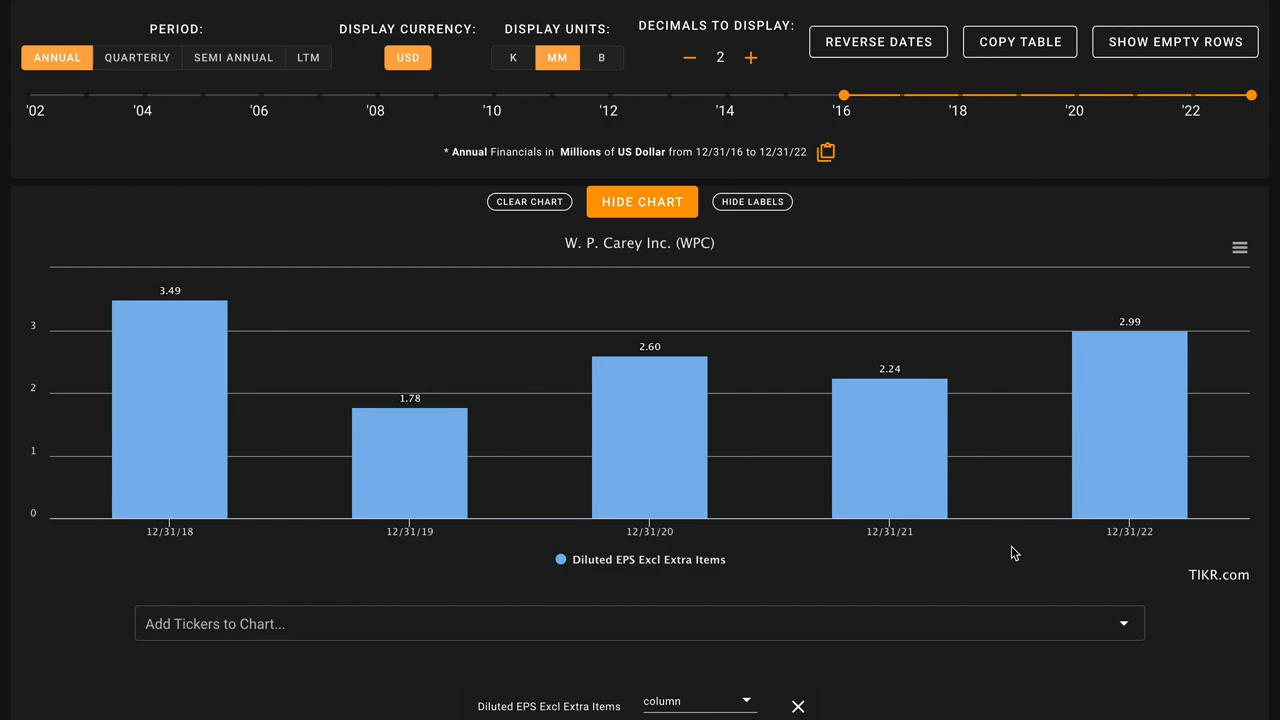 PERIOD:
DISPLAY CURRENCY:
DISPLAY UNITS:
DECIMALS TO DISPLAY:
ANNUAL QUARTERLY SEMI ANNUAL LTM
USD
K MM B
− 2 +
REVERSE DATES
COPY TABLE
SHOW EMPTY ROWS
'02 '04 '06 '08 '10 '12 '14 '16 '18 '20 '22
* Annual Financials in Millions of US Dollar from 12/31/16 to 12/31/22
CLEAR CHART
HIDE CHART
HIDE LABELS
W. P. Carey Inc. (WPC)
3.49
1.78
2.60
2.24
2.99
3
2
1
0
12/31/18 12/31/19 12/31/20 12/31/21 12/31/22
Diluted EPS Excl Extra Items
TIKR.com
Add Tickers to Chart...
Diluted EPS Excl Extra Items column